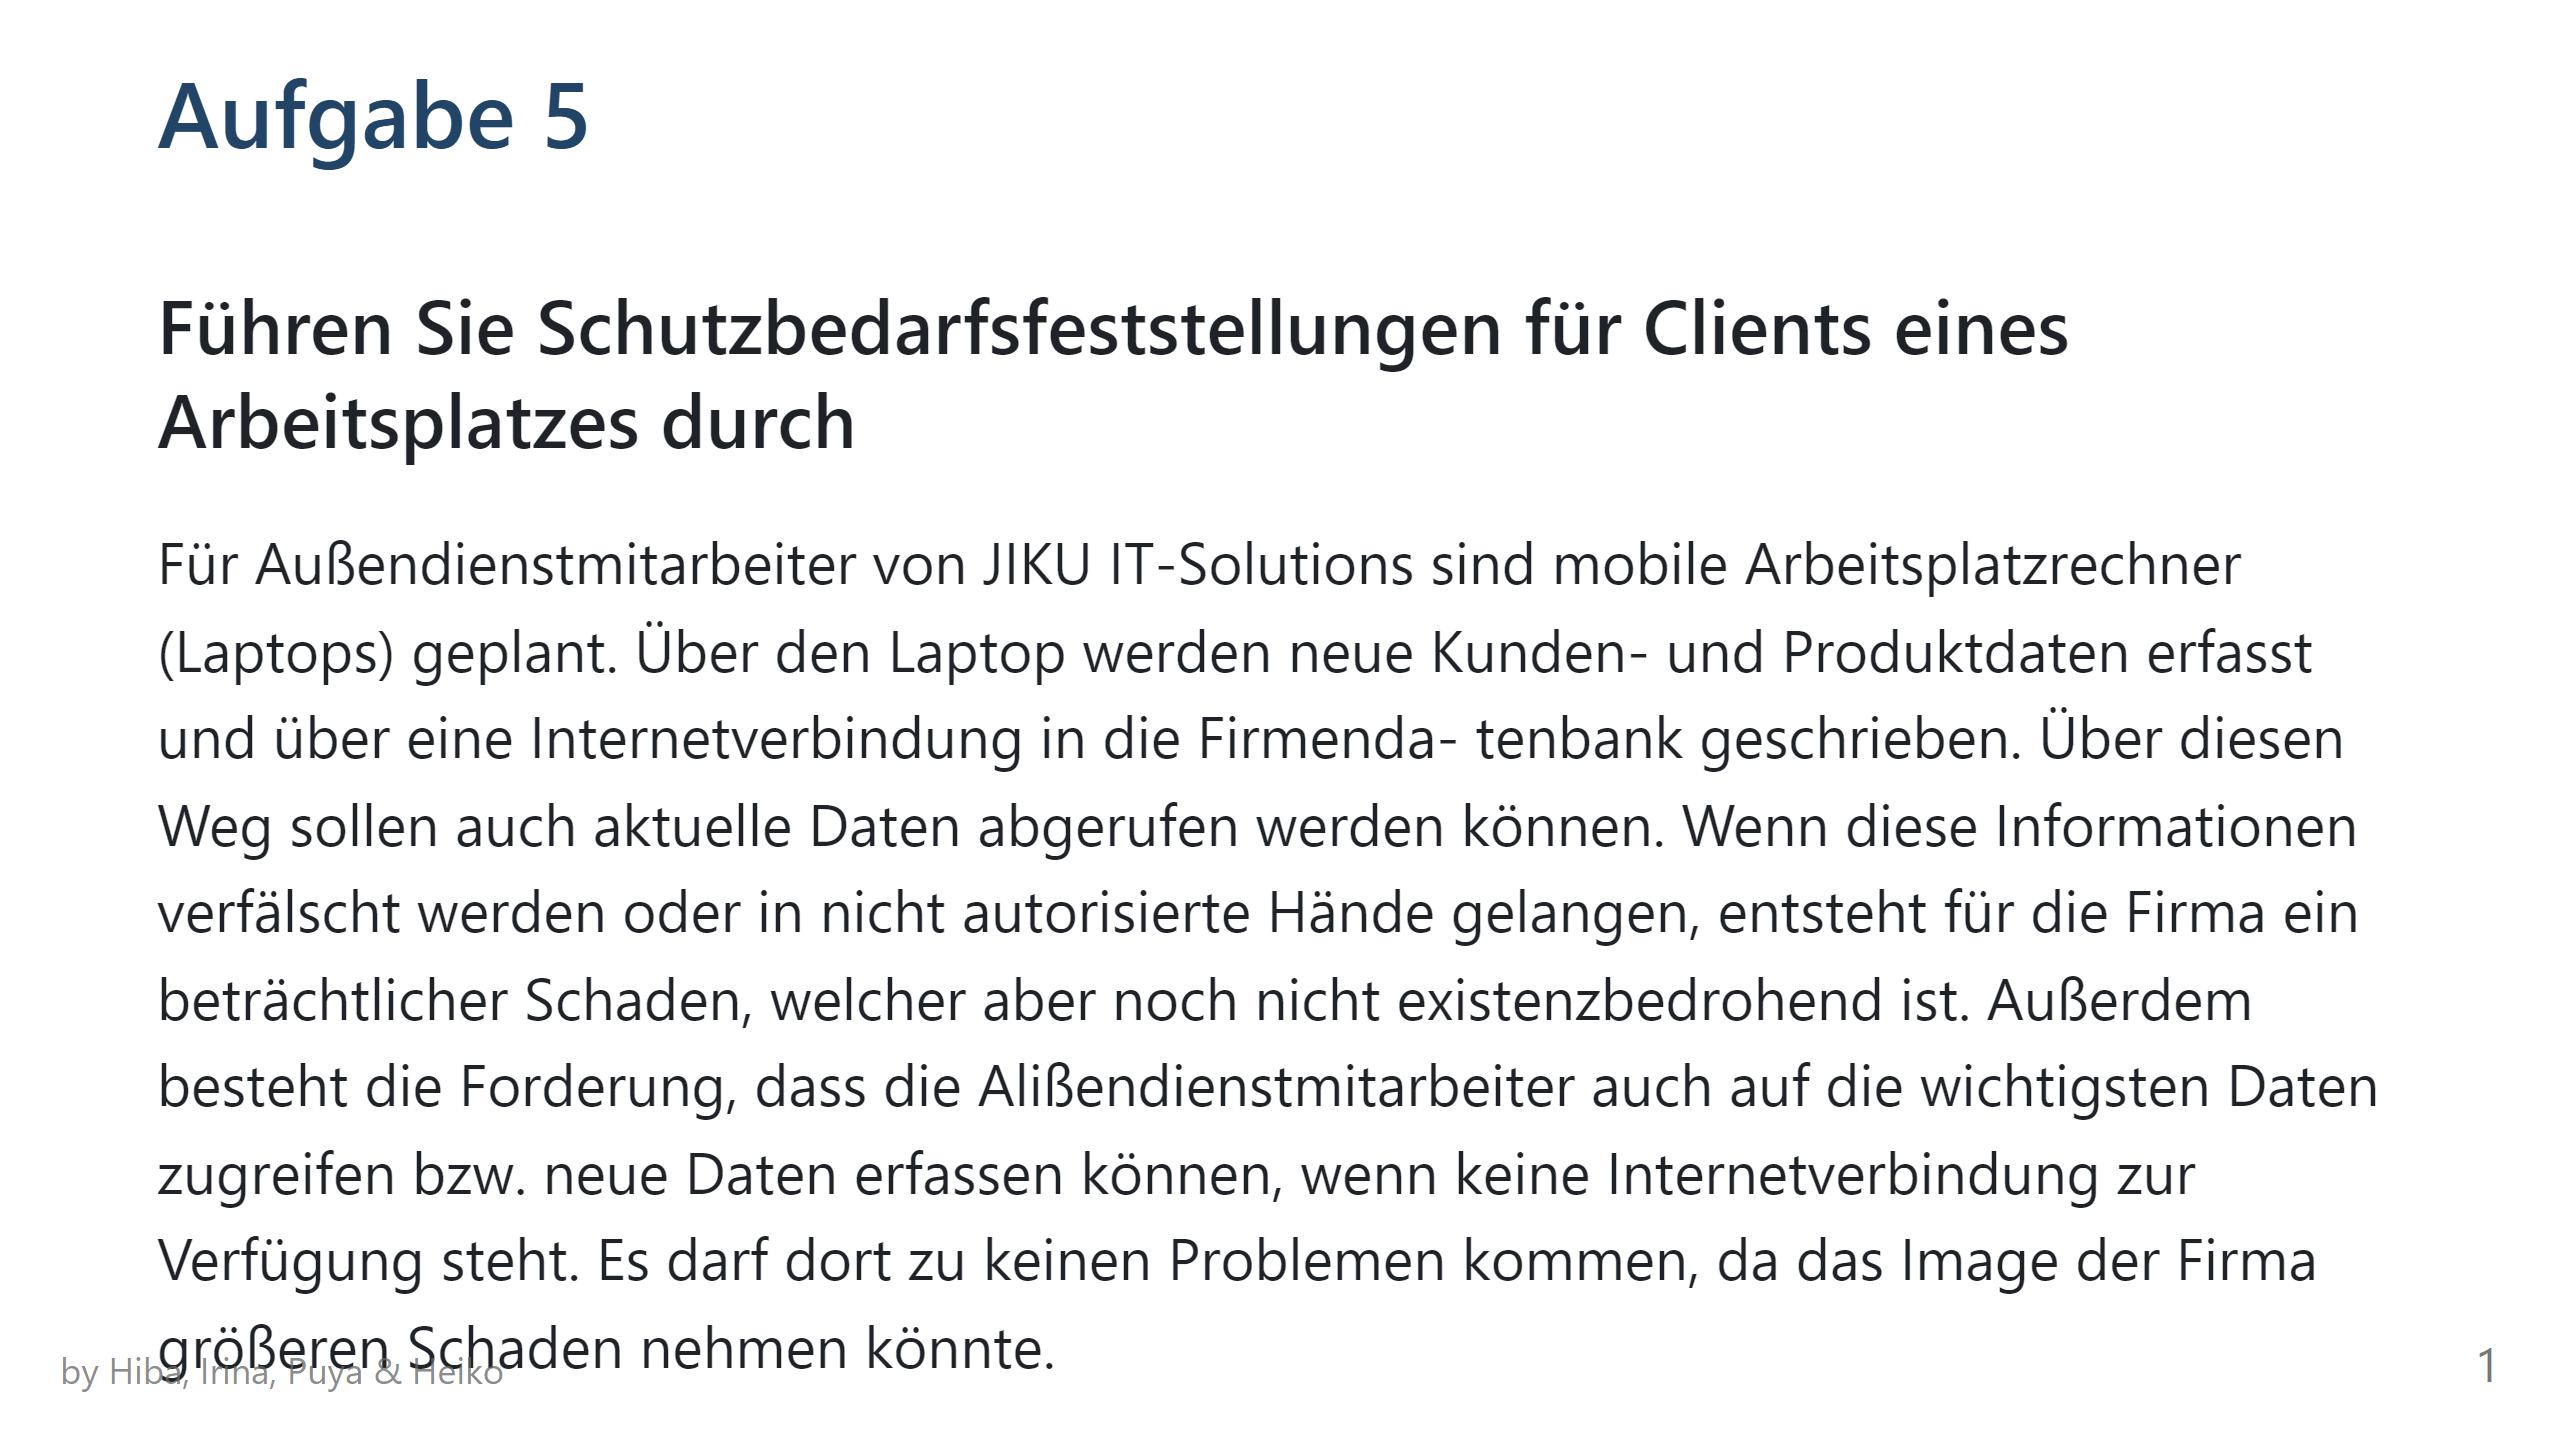 Aufgabe 5
Führen Sie Schutzbedarfsfeststellungen für Clients eines
Arbeitsplatzes durch
Für Außendienstmitarbeiter von JIKU IT-Solutions sind mobile Arbeitsplatzrechner
(Laptops) geplant. Über den Laptop werden neue Kunden- und Produktdaten erfasst
und über eine Internetverbindung in die Firmenda- tenbank geschrieben. Über diesen
Weg sollen auch aktuelle Daten abgerufen werden können. Wenn diese Informationen
verfälscht werden oder in nicht autorisierte Hände gelangen, entsteht für die Firma ein
beträchtlicher Schaden, welcher aber noch nicht existenzbedrohend ist. Außerdem
besteht die Forderung, dass die Alißendienstmitarbeiter auch auf die wichtigsten Daten
zugreifen bzw. neue Daten erfassen können, wenn keine Internetverbindung zur
Verfügung steht. Es darf dort zu keinen Problemen kommen, da das Image der Firma
größeren Schaden nehmen könnte.
by Hiba, Irina, Puya & Heiko
1